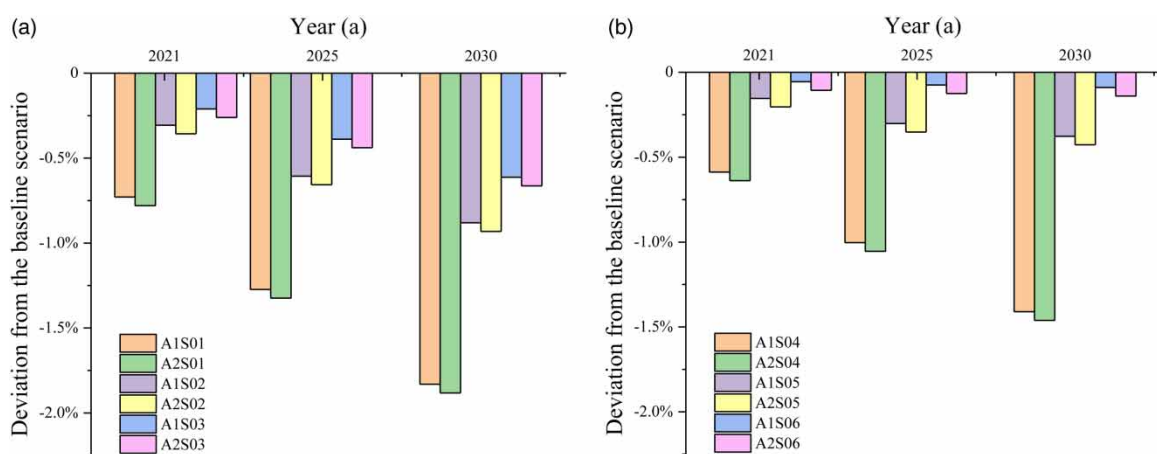 (a)
Year (a)
2021 2025 2030
0
-0.5%
-1.0%
-1.5%
-2.0%
Deviation from the baseline scenario
A1S01
A2S01
A1S02
A2S02
A1S03
A2S03
(b)
Year (a)
2021 2025 2030
0
-0.5%
-1.0%
-1.5%
-2.0%
Deviation from the baseline scenario
A1S04
A2S04
A1S05
A2S05
A1S06
A2S06